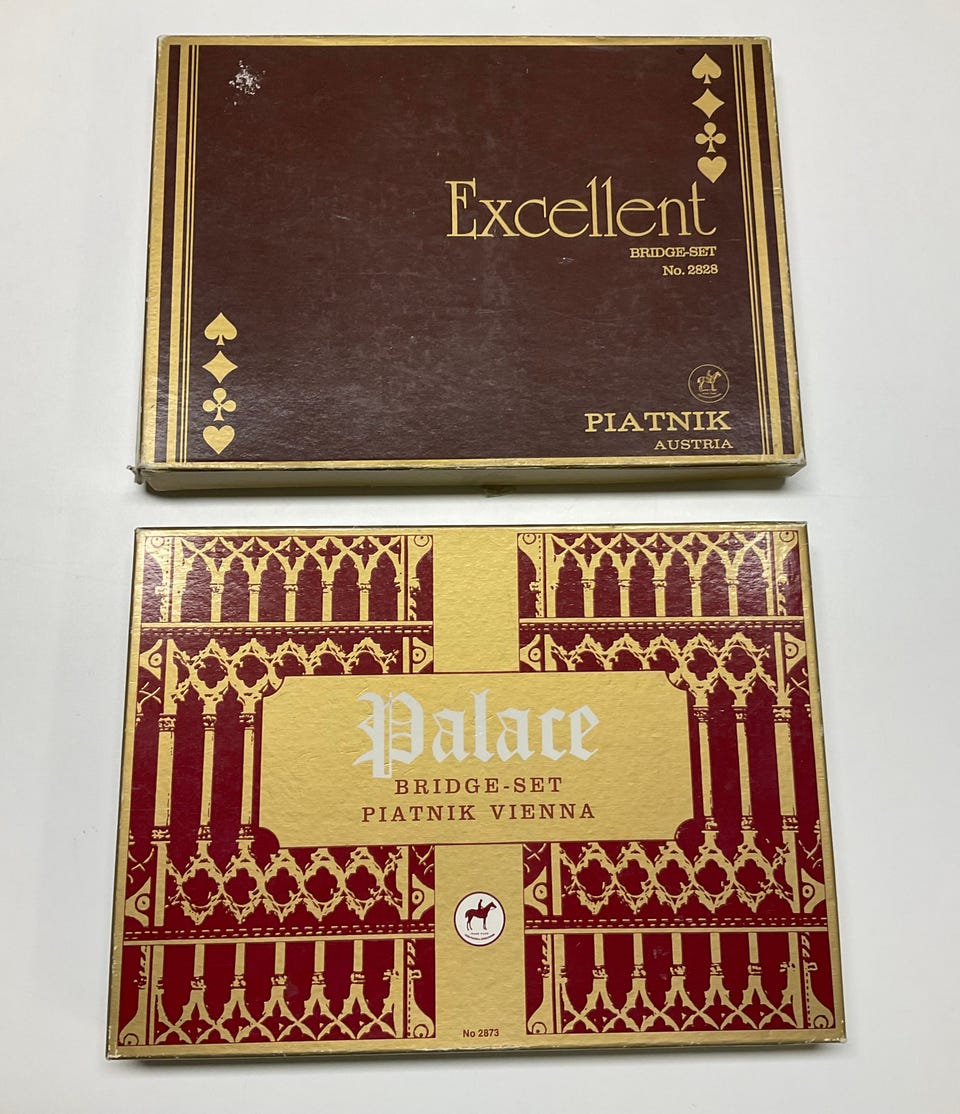 Excellent
BRIDGE-SET
No. 2828
PIATNIK
AUSTRIA
Palace
BRIDGE-SET
PIATNIK VIENNA
No 2873